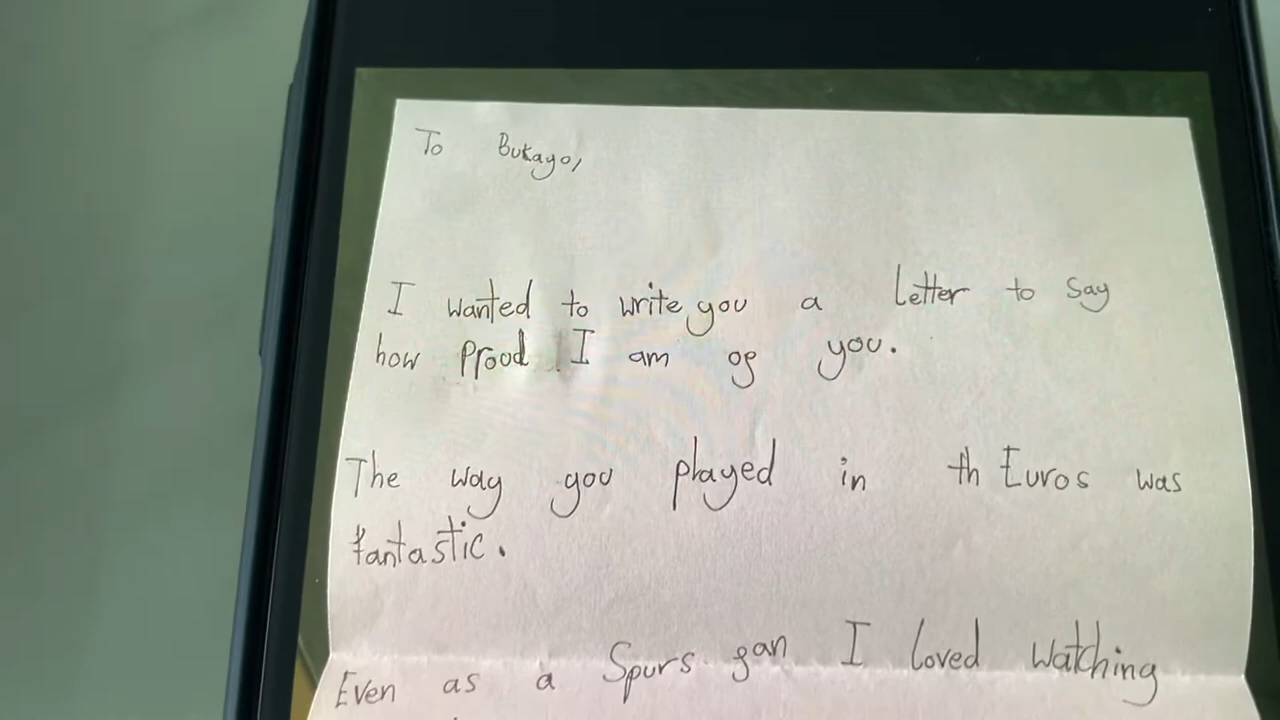 To Bukayo,
I wanted to write you a letter to say
how prood I am og you.
The way you played in th Euros was
fantastic.
Even as a Spurs gan I loved watching